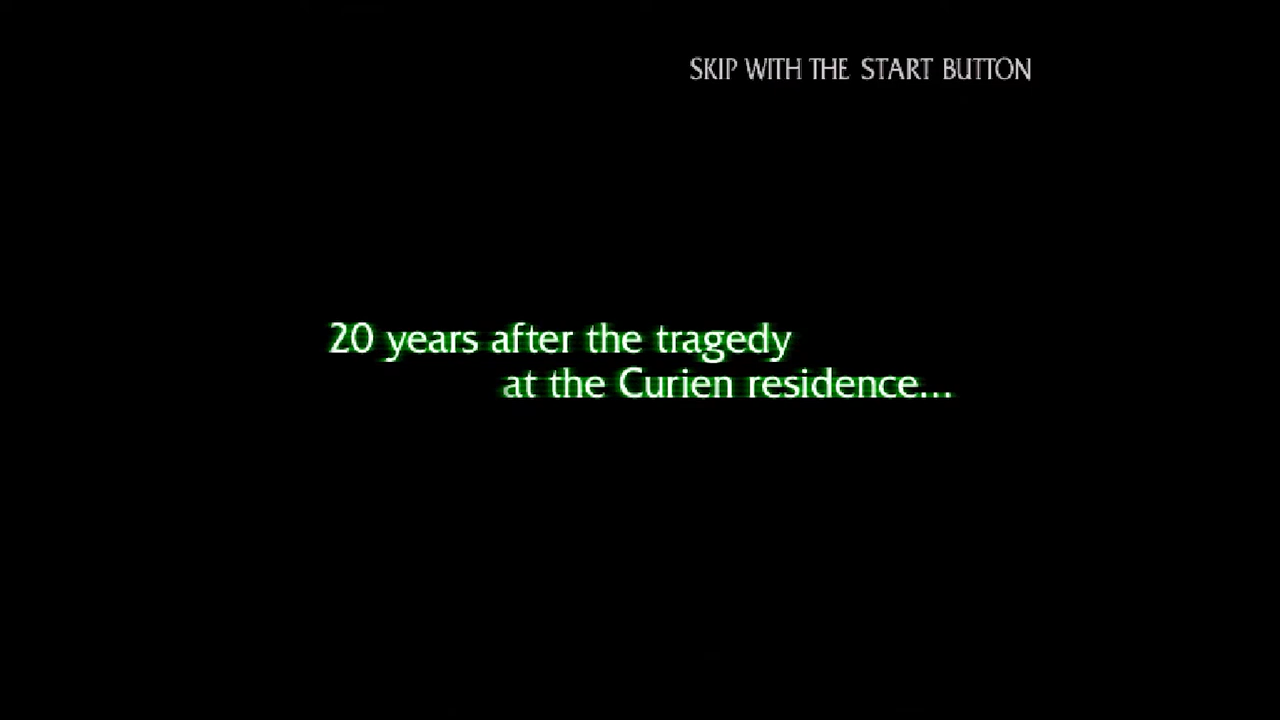 SKIP WITH THE START BUTTON
20 years after the tragedy
at the Curien residence...